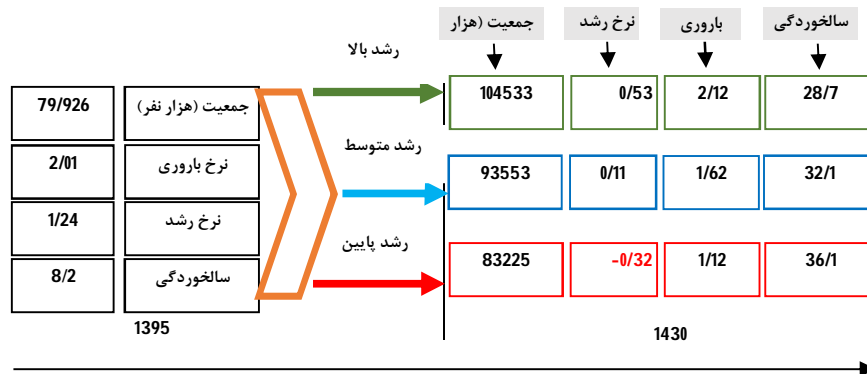 جمعیت (هزار
نرخ رشد
باروری
سالخوردگی
رشد بالا
104533
0/53
2/12
28/7
79/926
جمعیت (هزار نفر)
رشد متوسط
2/01
نرخ باروری
93553
0/11
1/62
32/1
1/24
نرخ رشد
رشد پایین
8/2
سالخوردگی
83225
-0/32
1/12
36/1
1395
1430